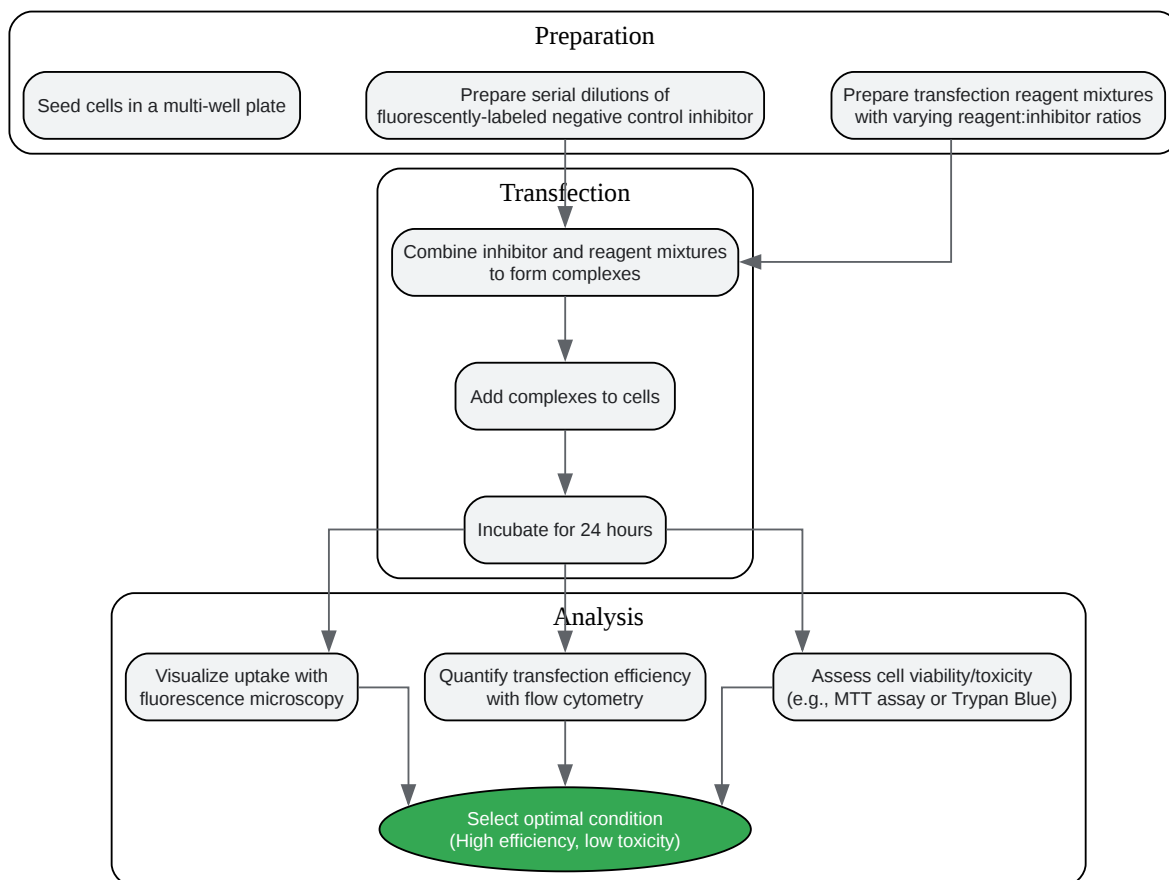 Preparation
Seed cells in a multi-well plate
Prepare serial dilutions of
fluorescently-labeled negative control inhibitor
Prepare transfection reagent mixtures
with varying reagent:inhibitor ratios
Transfection
Combine inhibitor and reagent mixtures
to form complexes
Add complexes to cells
Incubate for 24 hours
Analysis
Visualize uptake with
fluorescence microscopy
Quantify transfection efficiency
with flow cytometry
Assess cell viability/toxicity
(e.g., MTT assay or Trypan Blue)
Select optimal condition
(High efficiency, low toxicity)